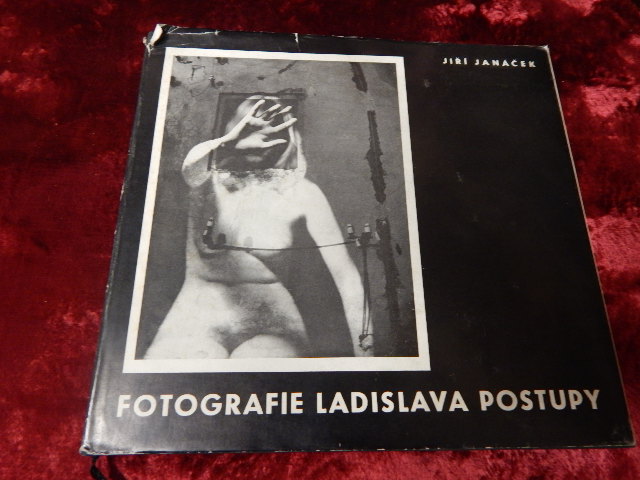 JIŘÍ JANÁČEK
FOTOGRAFIE LADISLAVA POSTUPY